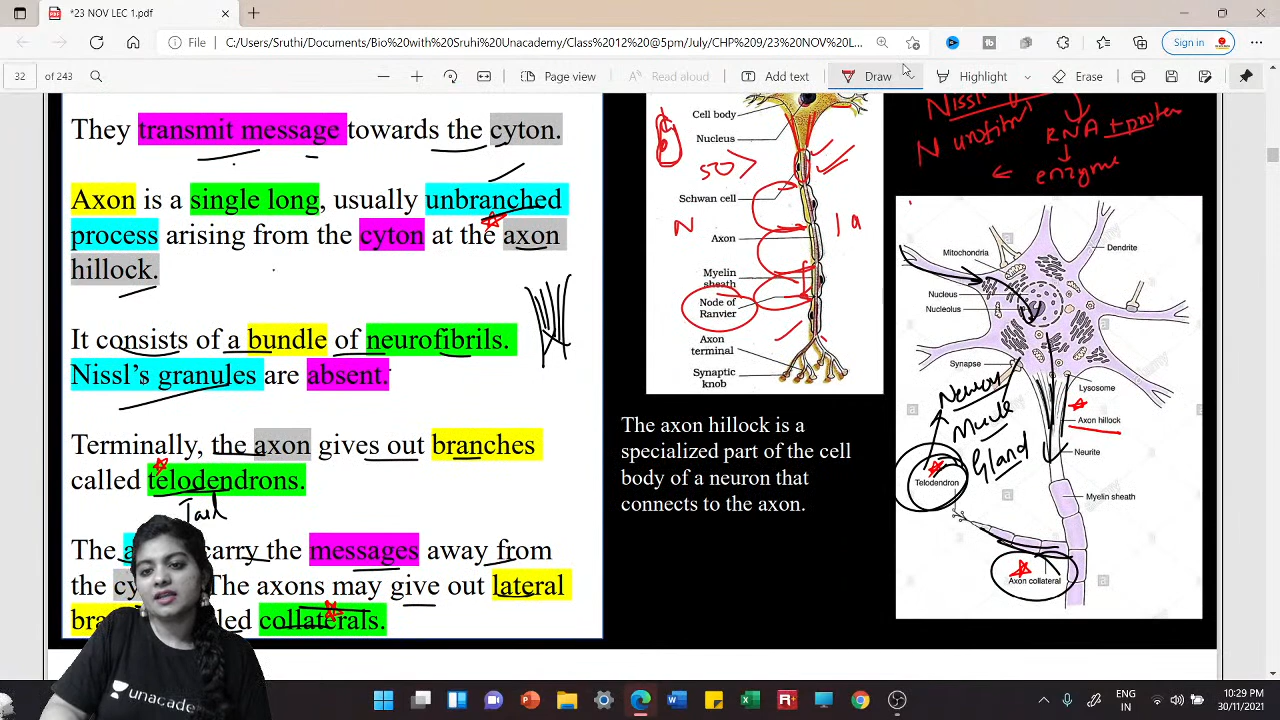 *23 NOV LEC 1.pdf
File
C:/Users/Sruthi/Documents/Bio%20with%20Sruhi%20Unacademy/Class%2012%20@5pm/July/CHP%209/23%20NOV%20L...
Sign in
32 of 243
Page view
Read aloud
Add text
Draw
Highlight
Erase
They transmit message towards the cyton.
Axon is a single long, usually unbranched
process arising from the cyton at the axon
hillock.
It consists of a bundle of neurofibrils.
Nissl's granules are absent.
Terminally, the axon gives out branches
called telodendrons.
Tail
The carry the messages away from
the The axons may give out lateral
collaterals.
unacademy
Cell body
Nucleus
Schwan cell
Axon
Myelin
sheath
Node of
Ranvier
Axon
terminal
Synaptic
knob
N
The axon hillock is a
specialized part of the cell
body of a neuron that
connects to the axon.
Nissl
RNA + protein
N
enzyme
Dendrite
Mitochondria
Nucleus
Nucleolus
Synapse
Lysosome
Axon hillock
Neurite
Neuron
Muscle
Gland
Telodendron
Myelin sheath
Axon collateral
ENG
IN
10:29 PM
30/11/2021